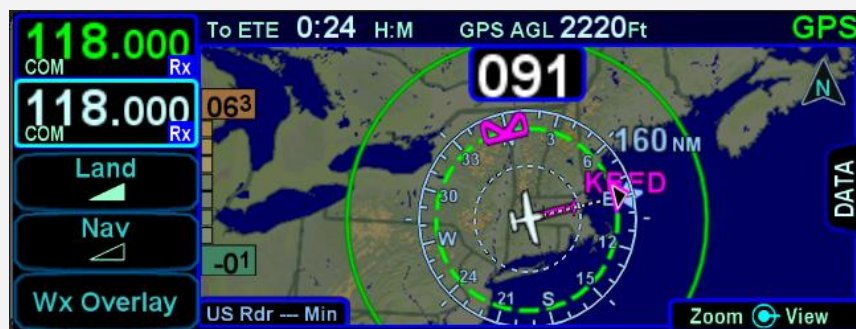 118.000
COM Rx
118.000
COM Rx
Land
Nav
Wx Overlay
To ETE 0:24 H:M GPS AGL 2220Ft GPS
091
N
063
160 NM
N 3 6 E 12 15 S 21 24 W 30 33
-01
DATA
US Rdr --- Min
Zoom View